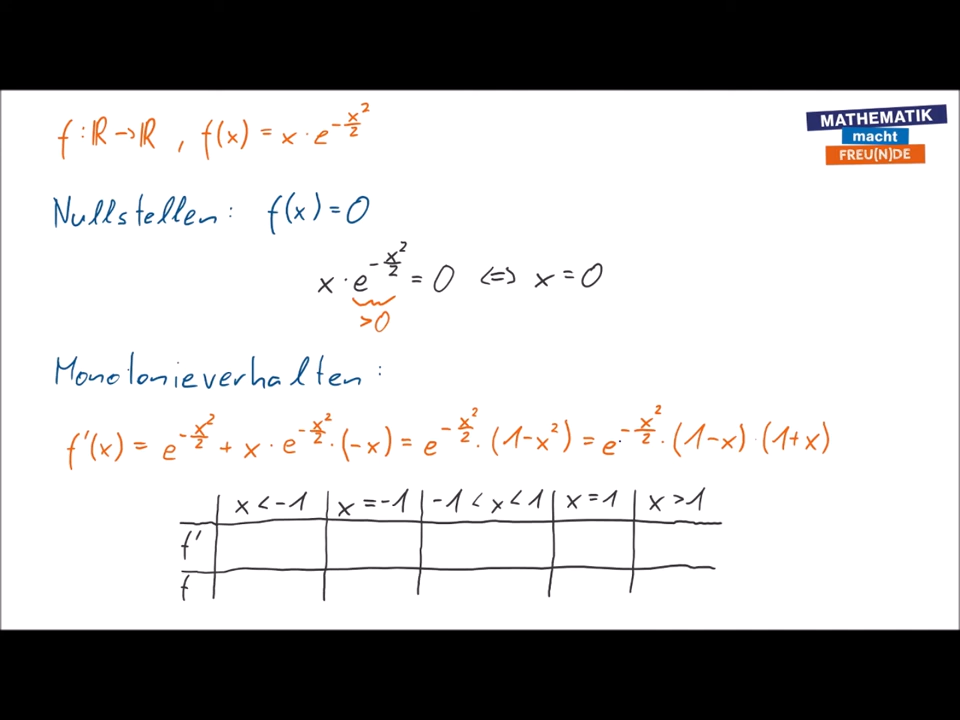 f : ℝ → ℝ , f(x) = x · e^(-x²/2)
MATHEMATIK
macht
FREU(N)DE
Nullstellen: f(x) = 0
x · e^(-x²/2) = 0 ⇔ x = 0
>0
Monotonieverhalten:
f'(x) = e^(-x²/2) + x · e^(-x²/2) · (-x) = e^(-x²/2) · (1-x²) = e^(-x²/2) · (1-x) · (1+x)
x < -1 | x = -1 | -1 < x < 1 | x = 1 | x > 1
f'
f